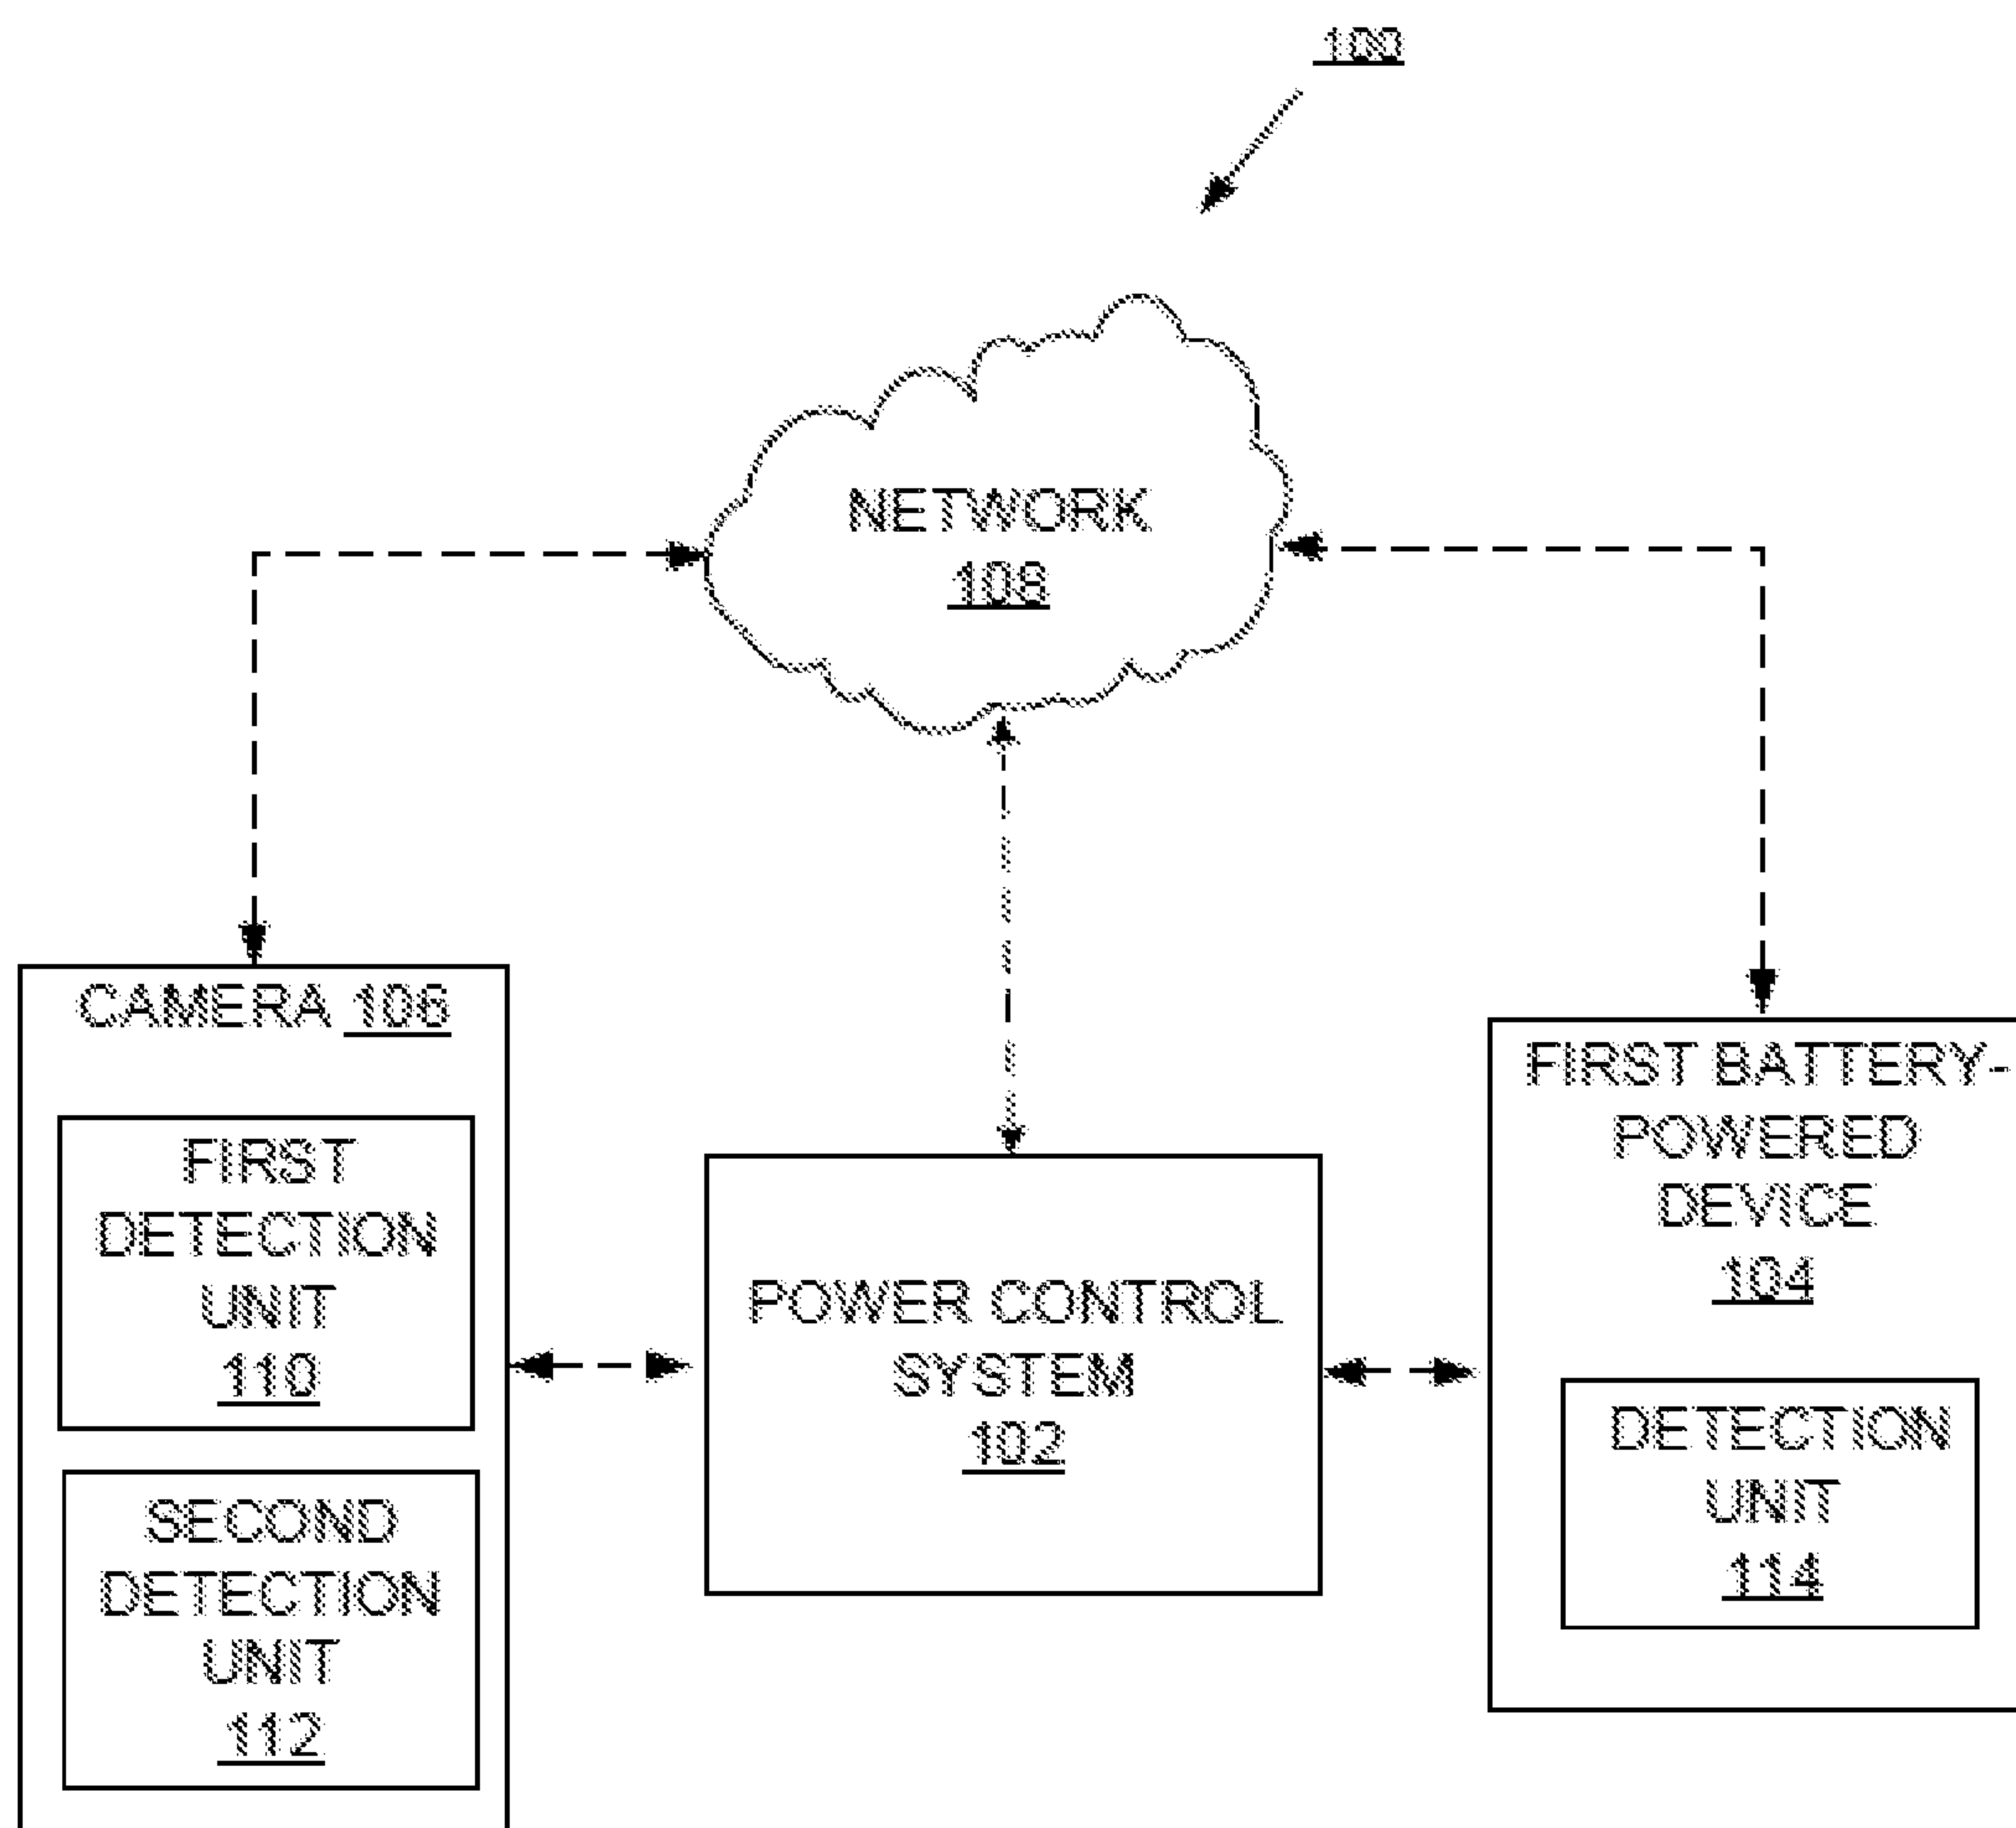 100
NETWORK
108
CAMERA 106
FIRST
DETECTION
UNIT
110
SECOND
DETECTION
UNIT
112
POWER CONTROL
SYSTEM
102
FIRST BATTERY-
POWERED
DEVICE
104
DETECTION
UNIT
114